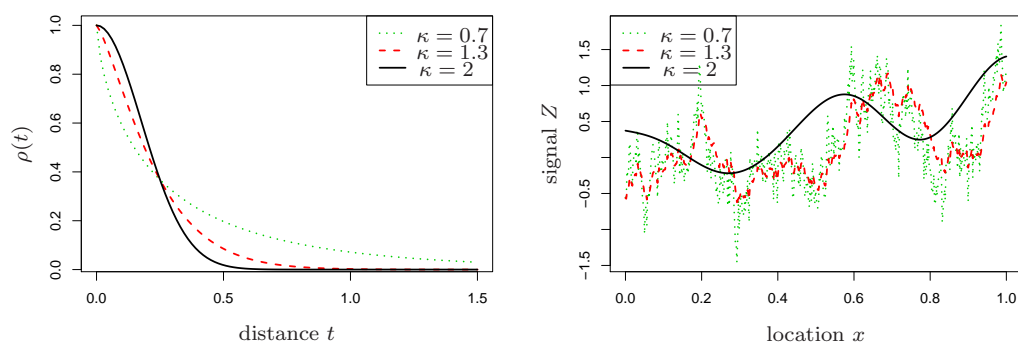 κ = 0.7
κ = 1.3
κ = 2
ρ(t)
0.0 0.2 0.4 0.6 0.8 1.0
0.0 0.5 1.0 1.5
distance t
κ = 0.7
κ = 1.3
κ = 2
signal Z
−1.5 −0.5 0.5 1.0 1.5
0.0 0.2 0.4 0.6 0.8 1.0
location x